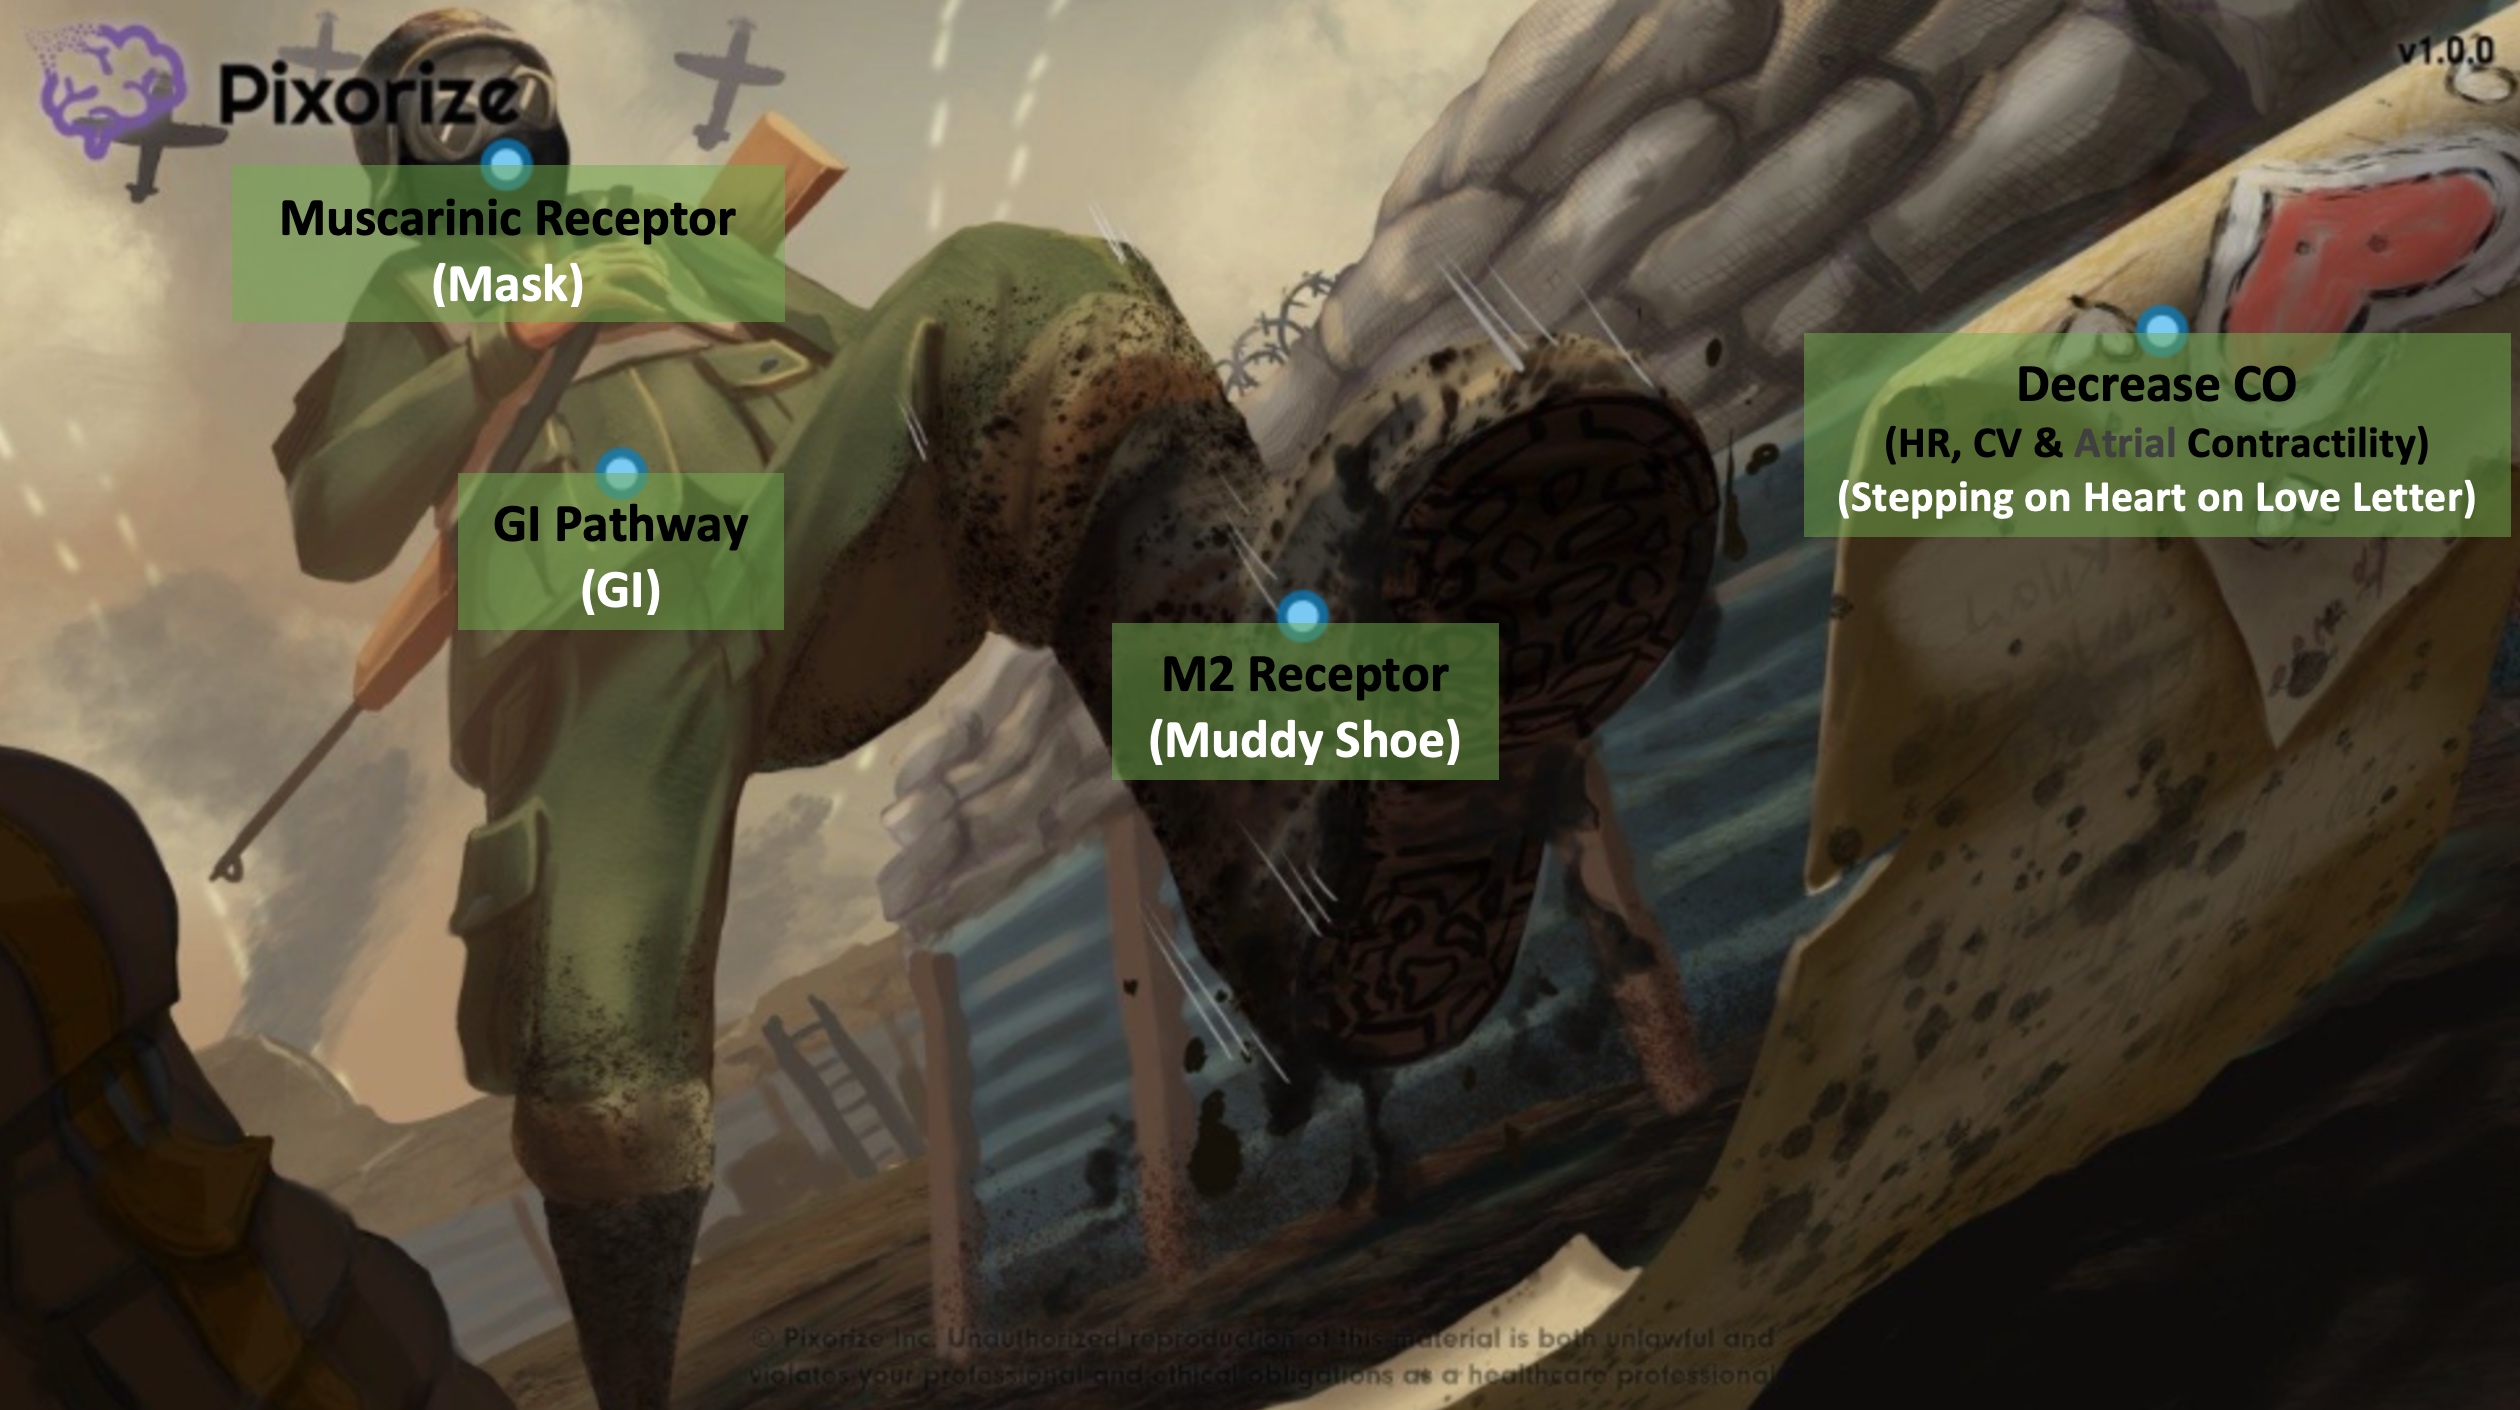 Pixorize
v1.0.0
Muscarinic Receptor
(Mask)
Decrease CO
(HR, CV & Atrial Contractility)
(Stepping on Heart on Love Letter)
GI Pathway
(GI)
M2 Receptor
(Muddy Shoe)
© Pixorize Inc. Unauthorized reproduction of this material is both unlawful and
violates your professional and ethical obligations as a healthcare professional